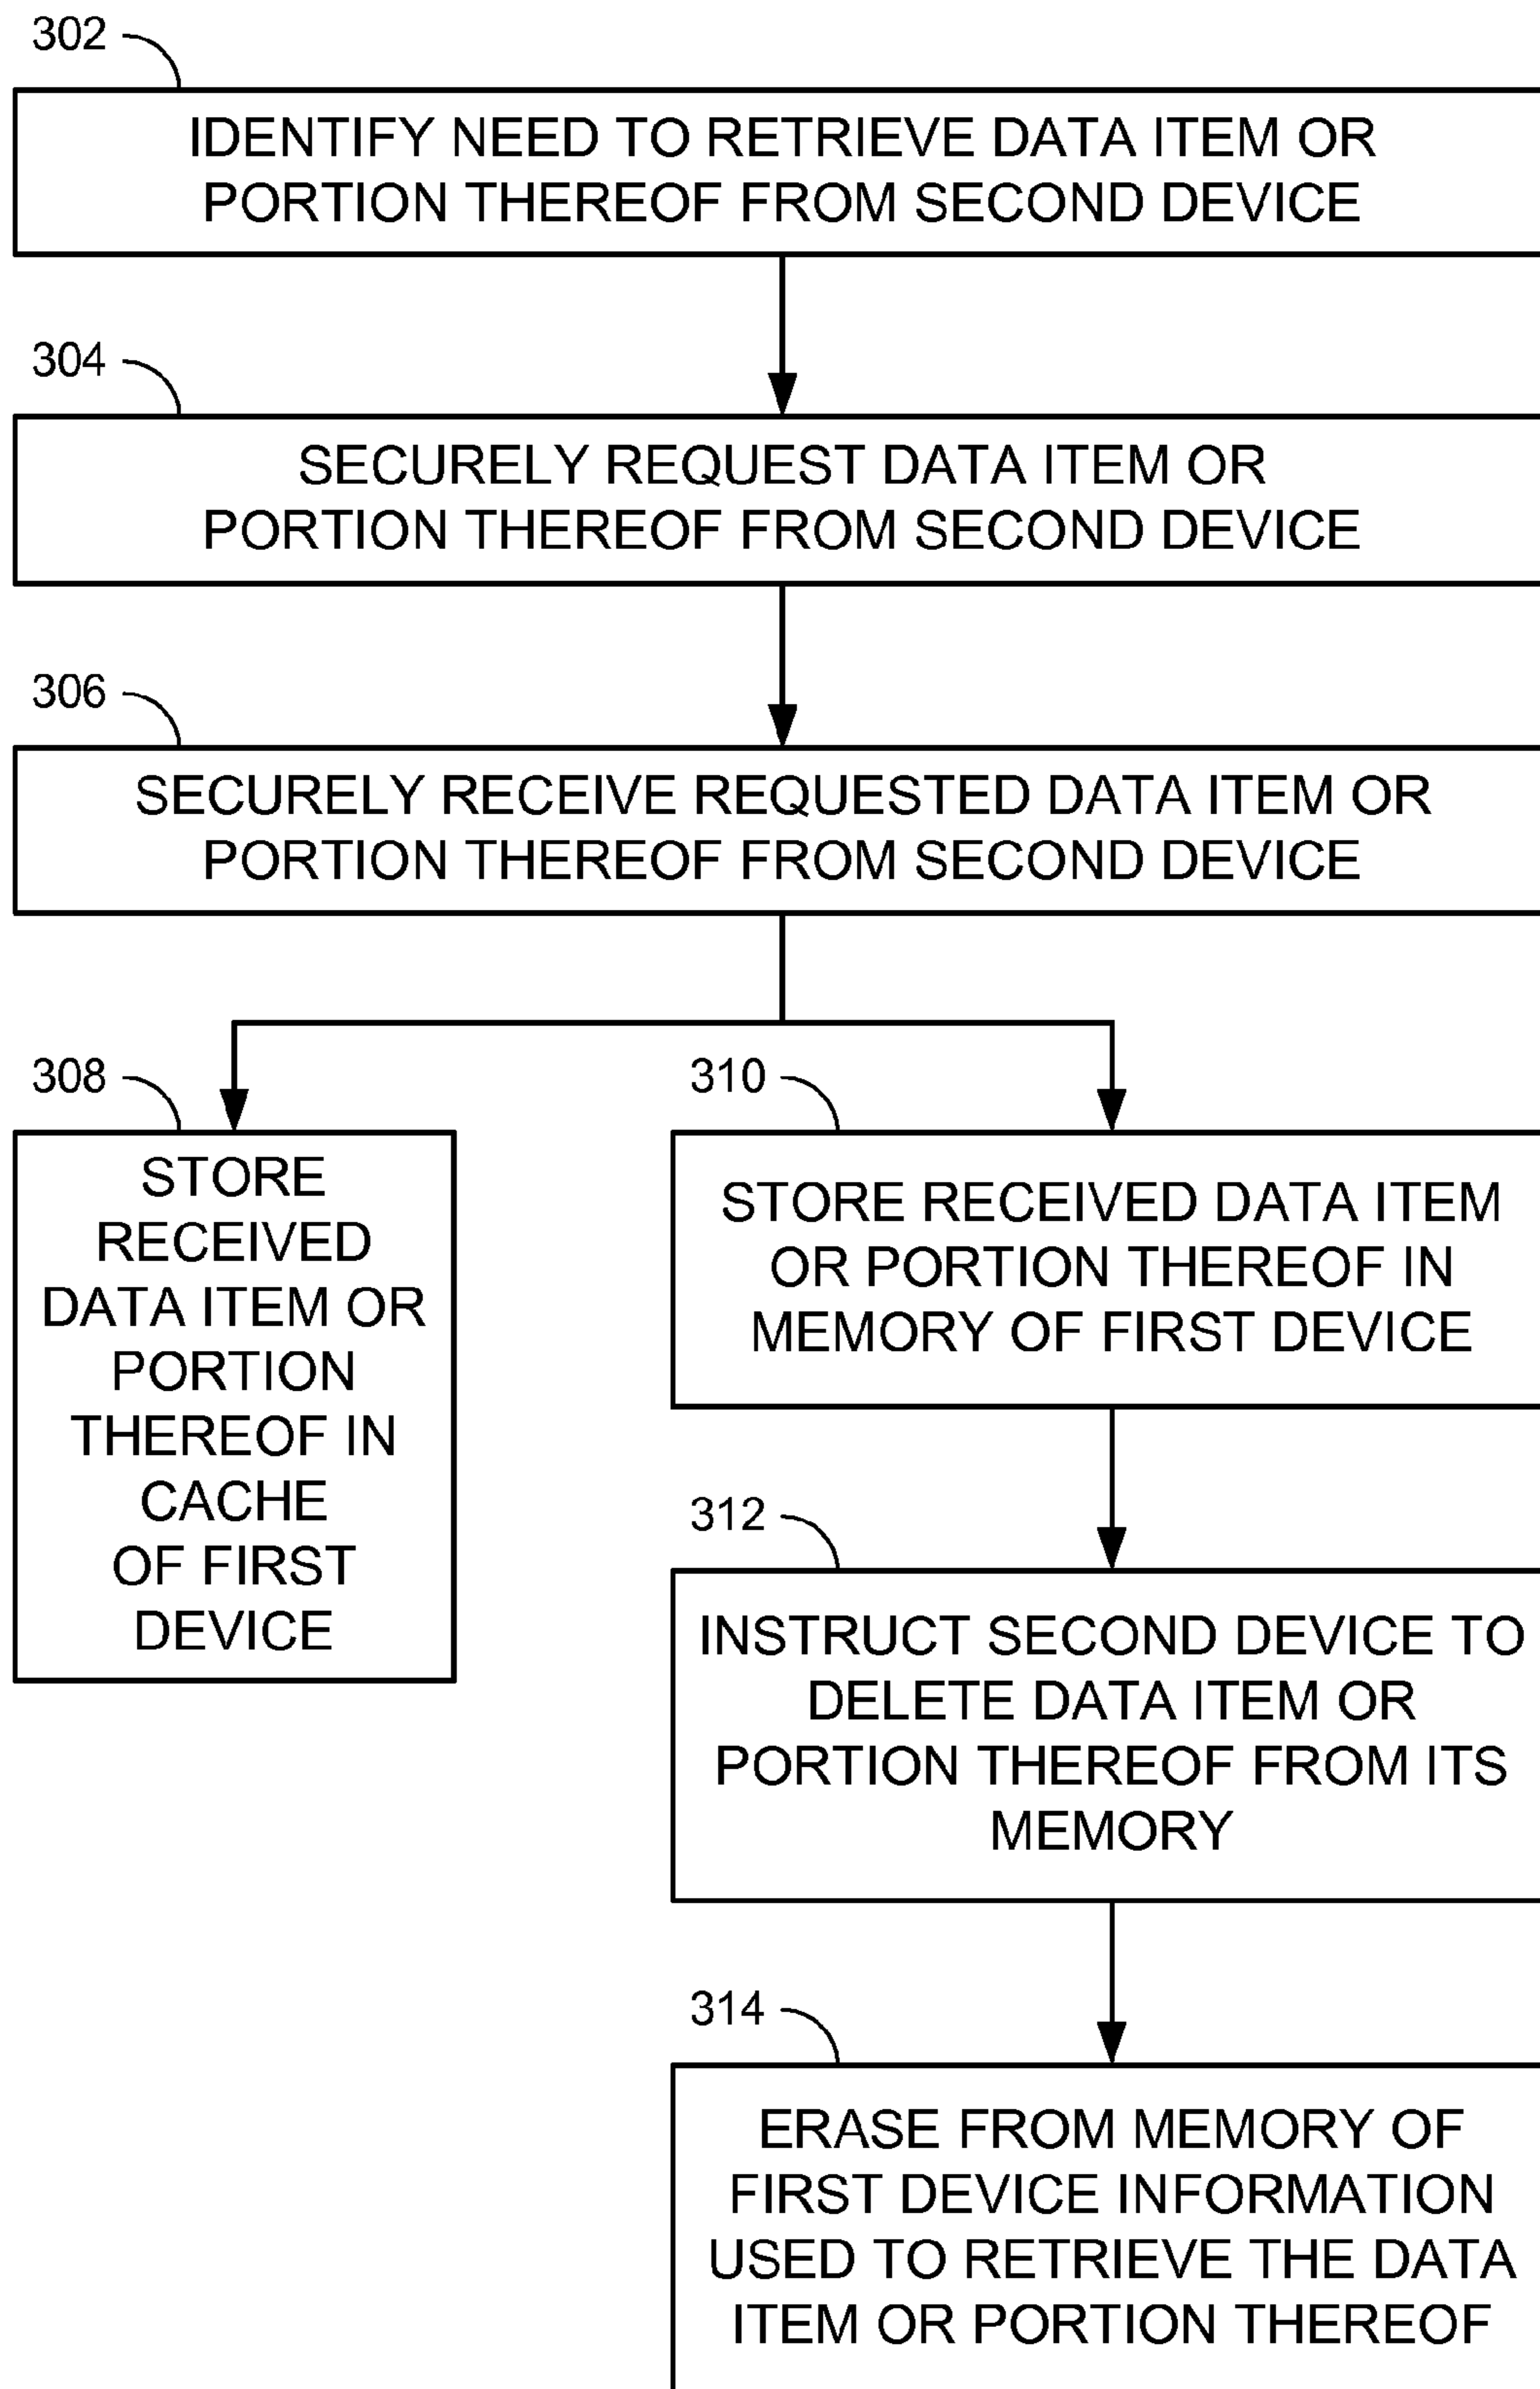 302
IDENTIFY NEED TO RETRIEVE DATA ITEM OR
PORTION THEREOF FROM SECOND DEVICE
304
SECURELY REQUEST DATA ITEM OR
PORTION THEREOF FROM SECOND DEVICE
306
SECURELY RECEIVE REQUESTED DATA ITEM OR
PORTION THEREOF FROM SECOND DEVICE
308
STORE
RECEIVED
DATA ITEM OR
PORTION
THEREOF IN
CACHE
OF FIRST
DEVICE
310
STORE RECEIVED DATA ITEM
OR PORTION THEREOF IN
MEMORY OF FIRST DEVICE
312
INSTRUCT SECOND DEVICE TO
DELETE DATA ITEM OR
PORTION THEREOF FROM ITS
MEMORY
314
ERASE FROM MEMORY OF
FIRST DEVICE INFORMATION
USED TO RETRIEVE THE DATA
ITEM OR PORTION THEREOF